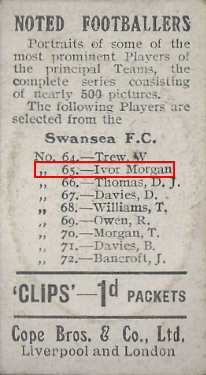 NOTED FOOTBALLERS
Portraits of some of the
most prominent Players of
the principal Teams, the
complete series consisting
of nearly 500 pictures.
The following Players are
selected from the
Swansea F.C.
No. 64.—Trew, W
„ 65.—Ivor Morgan
„ 66.—Thomas, D. J.
„ 67.—Davies, D.
„ 68.—Williams, T.
„ 69.—Owen, R.
„ 70.—Morgan, T.
„ 71.—Davies, B.
„ 72.—Bancroft, J.
'CLIPS'—1d PACKETS
Cope Bros. & Co., Ltd.
Liverpool and London